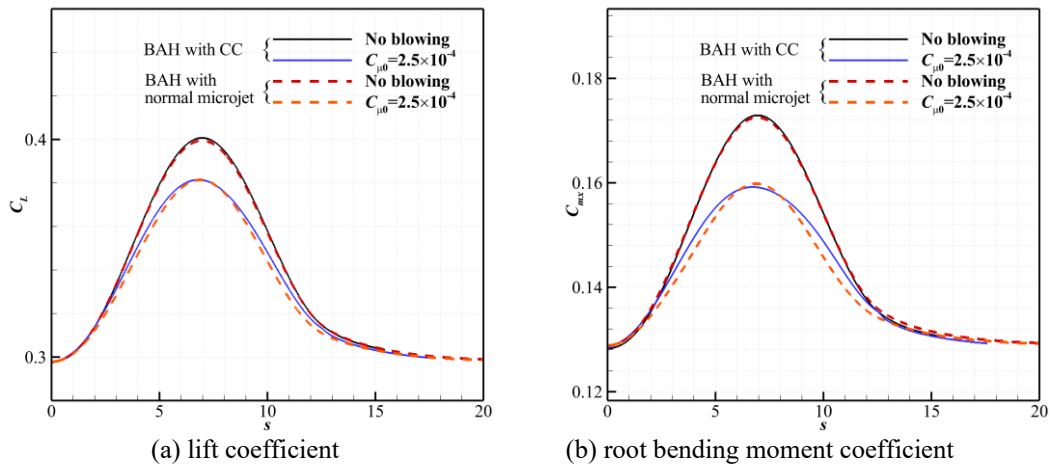 BAH with CC { No blowing
Cμ0=2.5×10⁻⁴
BAH with normal microjet { No blowing
Cμ0=2.5×10⁻⁴
0.4
0.3
C_L
0 5 10 15 20
s
(a) lift coefficient
BAH with CC { No blowing
Cμ0=2.5×10⁻⁴
BAH with normal microjet { No blowing
Cμ0=2.5×10⁻⁴
0.18
0.16
0.14
0.12
C_mx
0 5 10 15 20
s
(b) root bending moment coefficient